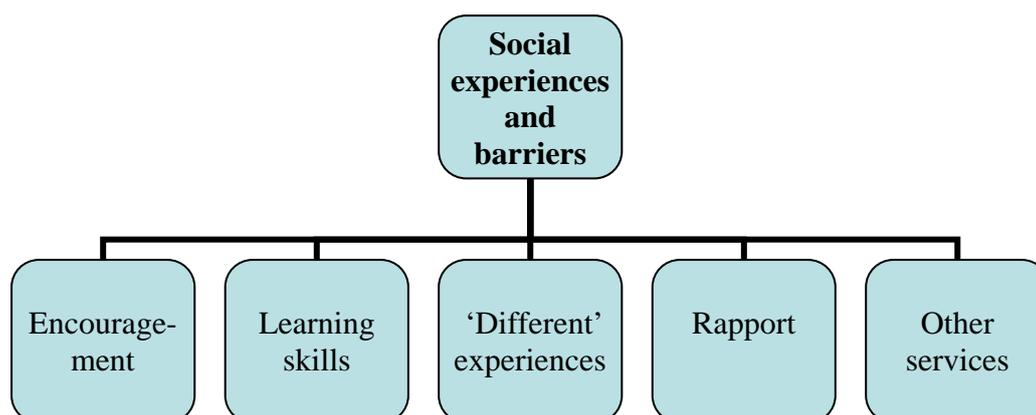 Social
experiences
and
barriers
Encourage-
ment
Learning
skills
‘Different’
experiences
Rapport
Other
services